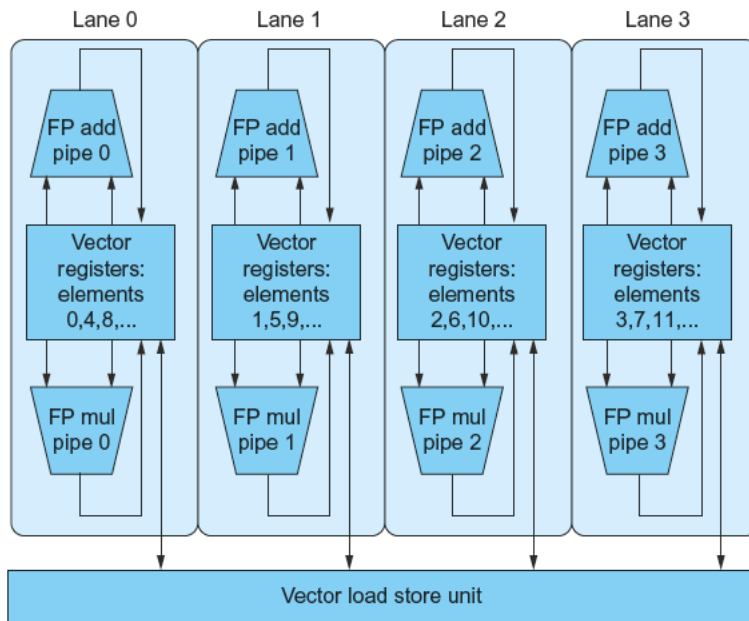 Lane 0
Lane 1
Lane 2
Lane 3
FP add
pipe 0
FP add
pipe 1
FP add
pipe 2
FP add
pipe 3
Vector
registers:
elements
0,4,8,...
Vector
registers:
elements
1,5,9,...
Vector
registers:
elements
2,6,10,...
Vector
registers:
elements
3,7,11,...
FP mul
pipe 0
FP mul
pipe 1
FP mul
pipe 2
FP mul
pipe 3
Vector load store unit